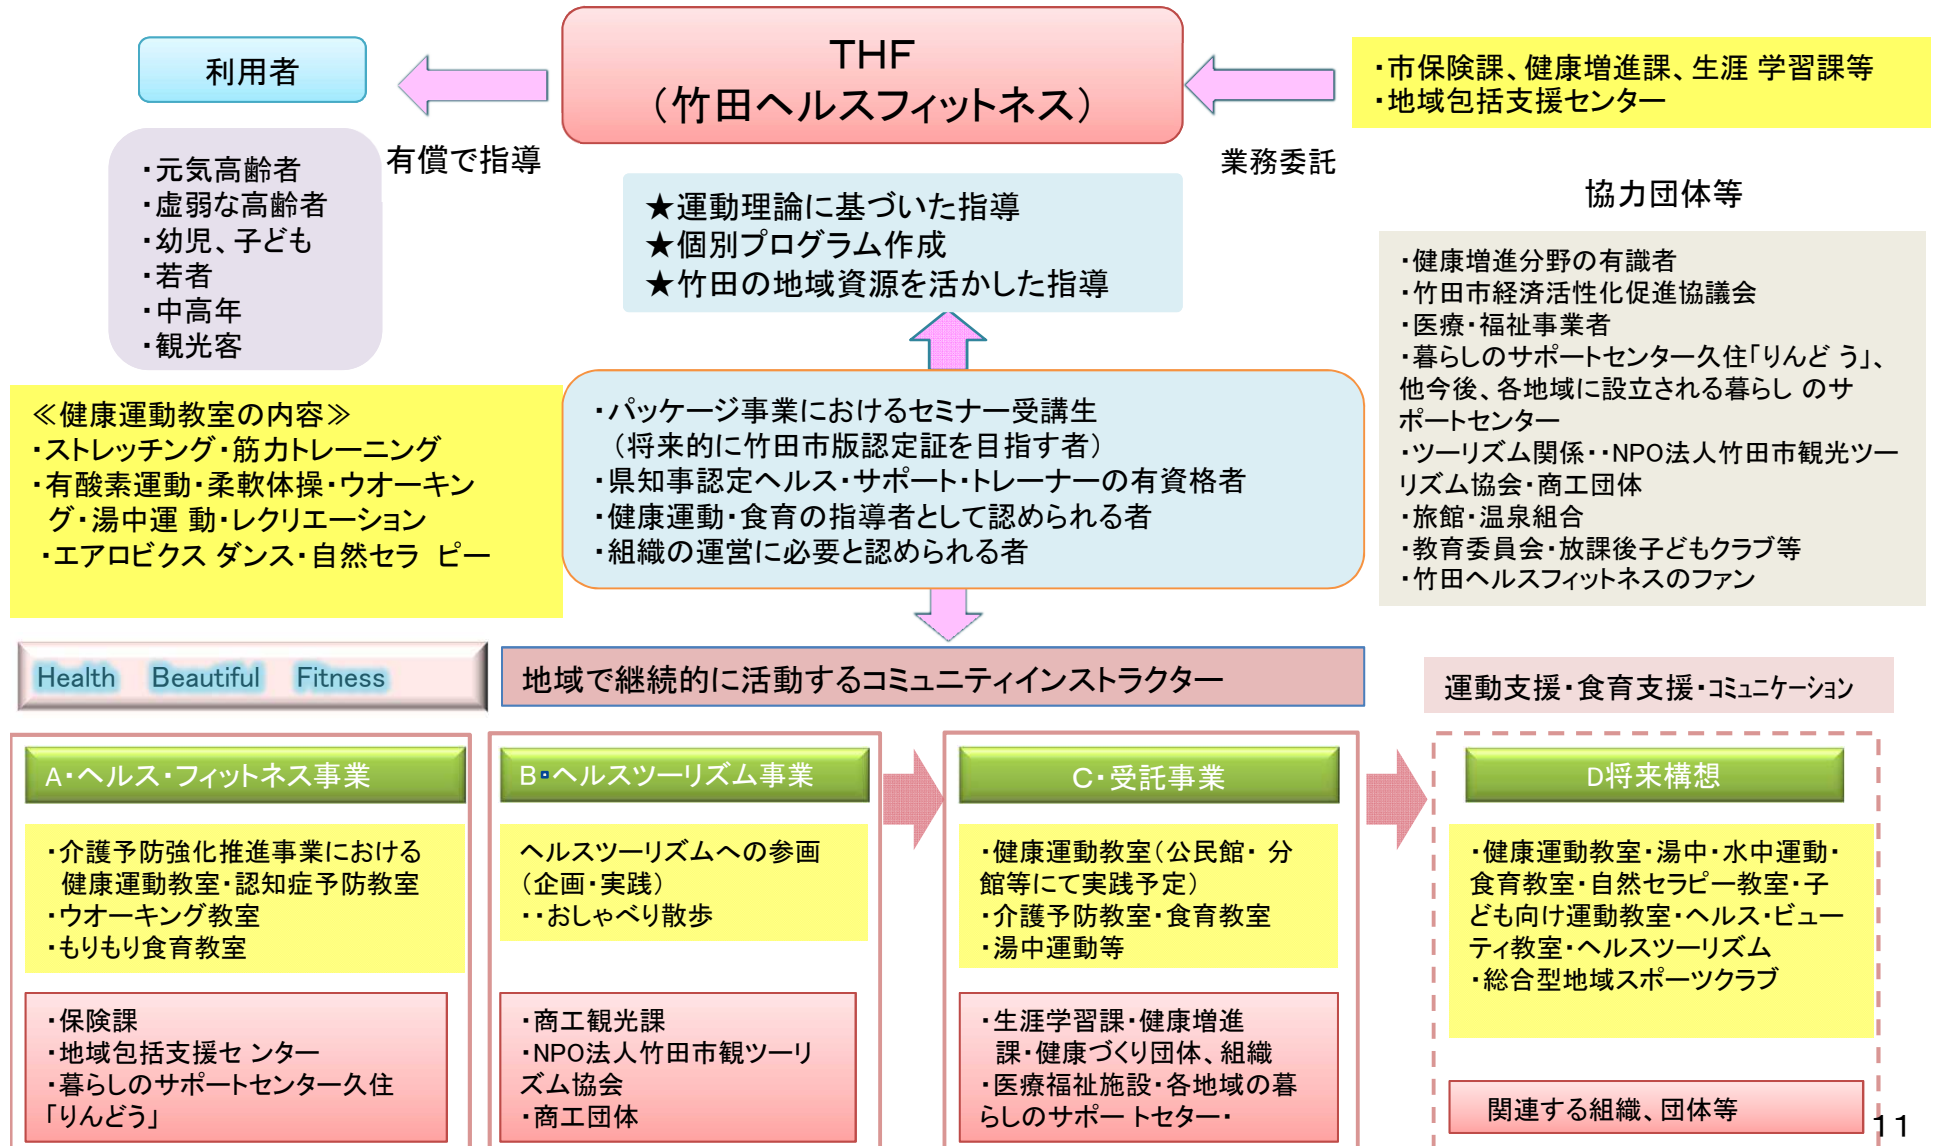 利用者
THF
(竹田ヘルスフィットネス)
・市保険課、健康増進課、生涯 学習課等
・地域包括支援センター
有償で指導
業務委託
・元気高齢者
・虚弱な高齢者
・幼児、子ども
・若者
・中高年
・観光客
★運動理論に基づいた指導
★個別プログラム作成
★竹田の地域資源を活かした指導
協力団体等
・健康増進分野の有識者
・竹田市経済活性化促進協議会
・医療・福祉事業者
・暮らしのサポートセンター久住「りんど う」、
他今後、各地域に設立される暮らし のサ
ポートセンター
・ツーリズム関係・・NPO法人竹田市観光ツー
リズム協会・商工団体
・旅館・温泉組合
・教育委員会・放課後子どもクラブ等
・竹田ヘルスフィットネスのファン
≪健康運動教室の内容≫
・ストレッチング・筋力トレーニング
・有酸素運動・柔軟体操・ウオーキン
グ・湯中運 動・レクリエーション
・エアロビクス ダンス・自然セラ ピー
・パッケージ事業におけるセミナー受講生
(将来的に竹田市版認定証を目指す者)
・県知事認定ヘルス・サポート・トレーナーの有資格者
・健康運動・食育の指導者として認められる者
・組織の運営に必要と認められる者
Health Beautiful Fitness
地域で継続的に活動するコミュニティインストラクター
運動支援・食育支援・コミュニケーション
A・ヘルス・フィットネス事業
・介護予防強化推進事業における
健康運動教室・認知症予防教室
・ウオーキング教室
・もりもり食育教室
・保険課
・地域包括支援セ ンター
・暮らしのサポートセンター久住
「りんどう」
B・ヘルスツーリズム事業
ヘルスツーリズムへの参画
(企画・実践)
・・おしゃべり散歩
・商工観光課
・NPO法人竹田市観ツーリ
ズム協会
・商工団体
C・受託事業
・健康運動教室(公民館・ 分
館等にて実践予定)
・介護予防教室・食育教室
・湯中運動等
・生涯学習課・健康増進
課・健康づくり団体、組織
・医療福祉施設・各地域の暮
らしのサポー トセター・
D将来構想
・健康運動教室・湯中・水中運動・
食育教室・自然セラピー教室・子
ども向け運動教室・ヘルス・ビュー
ティ教室・ヘルスツーリズム
・総合型地域スポーツクラブ
関連する組織、団体等
11